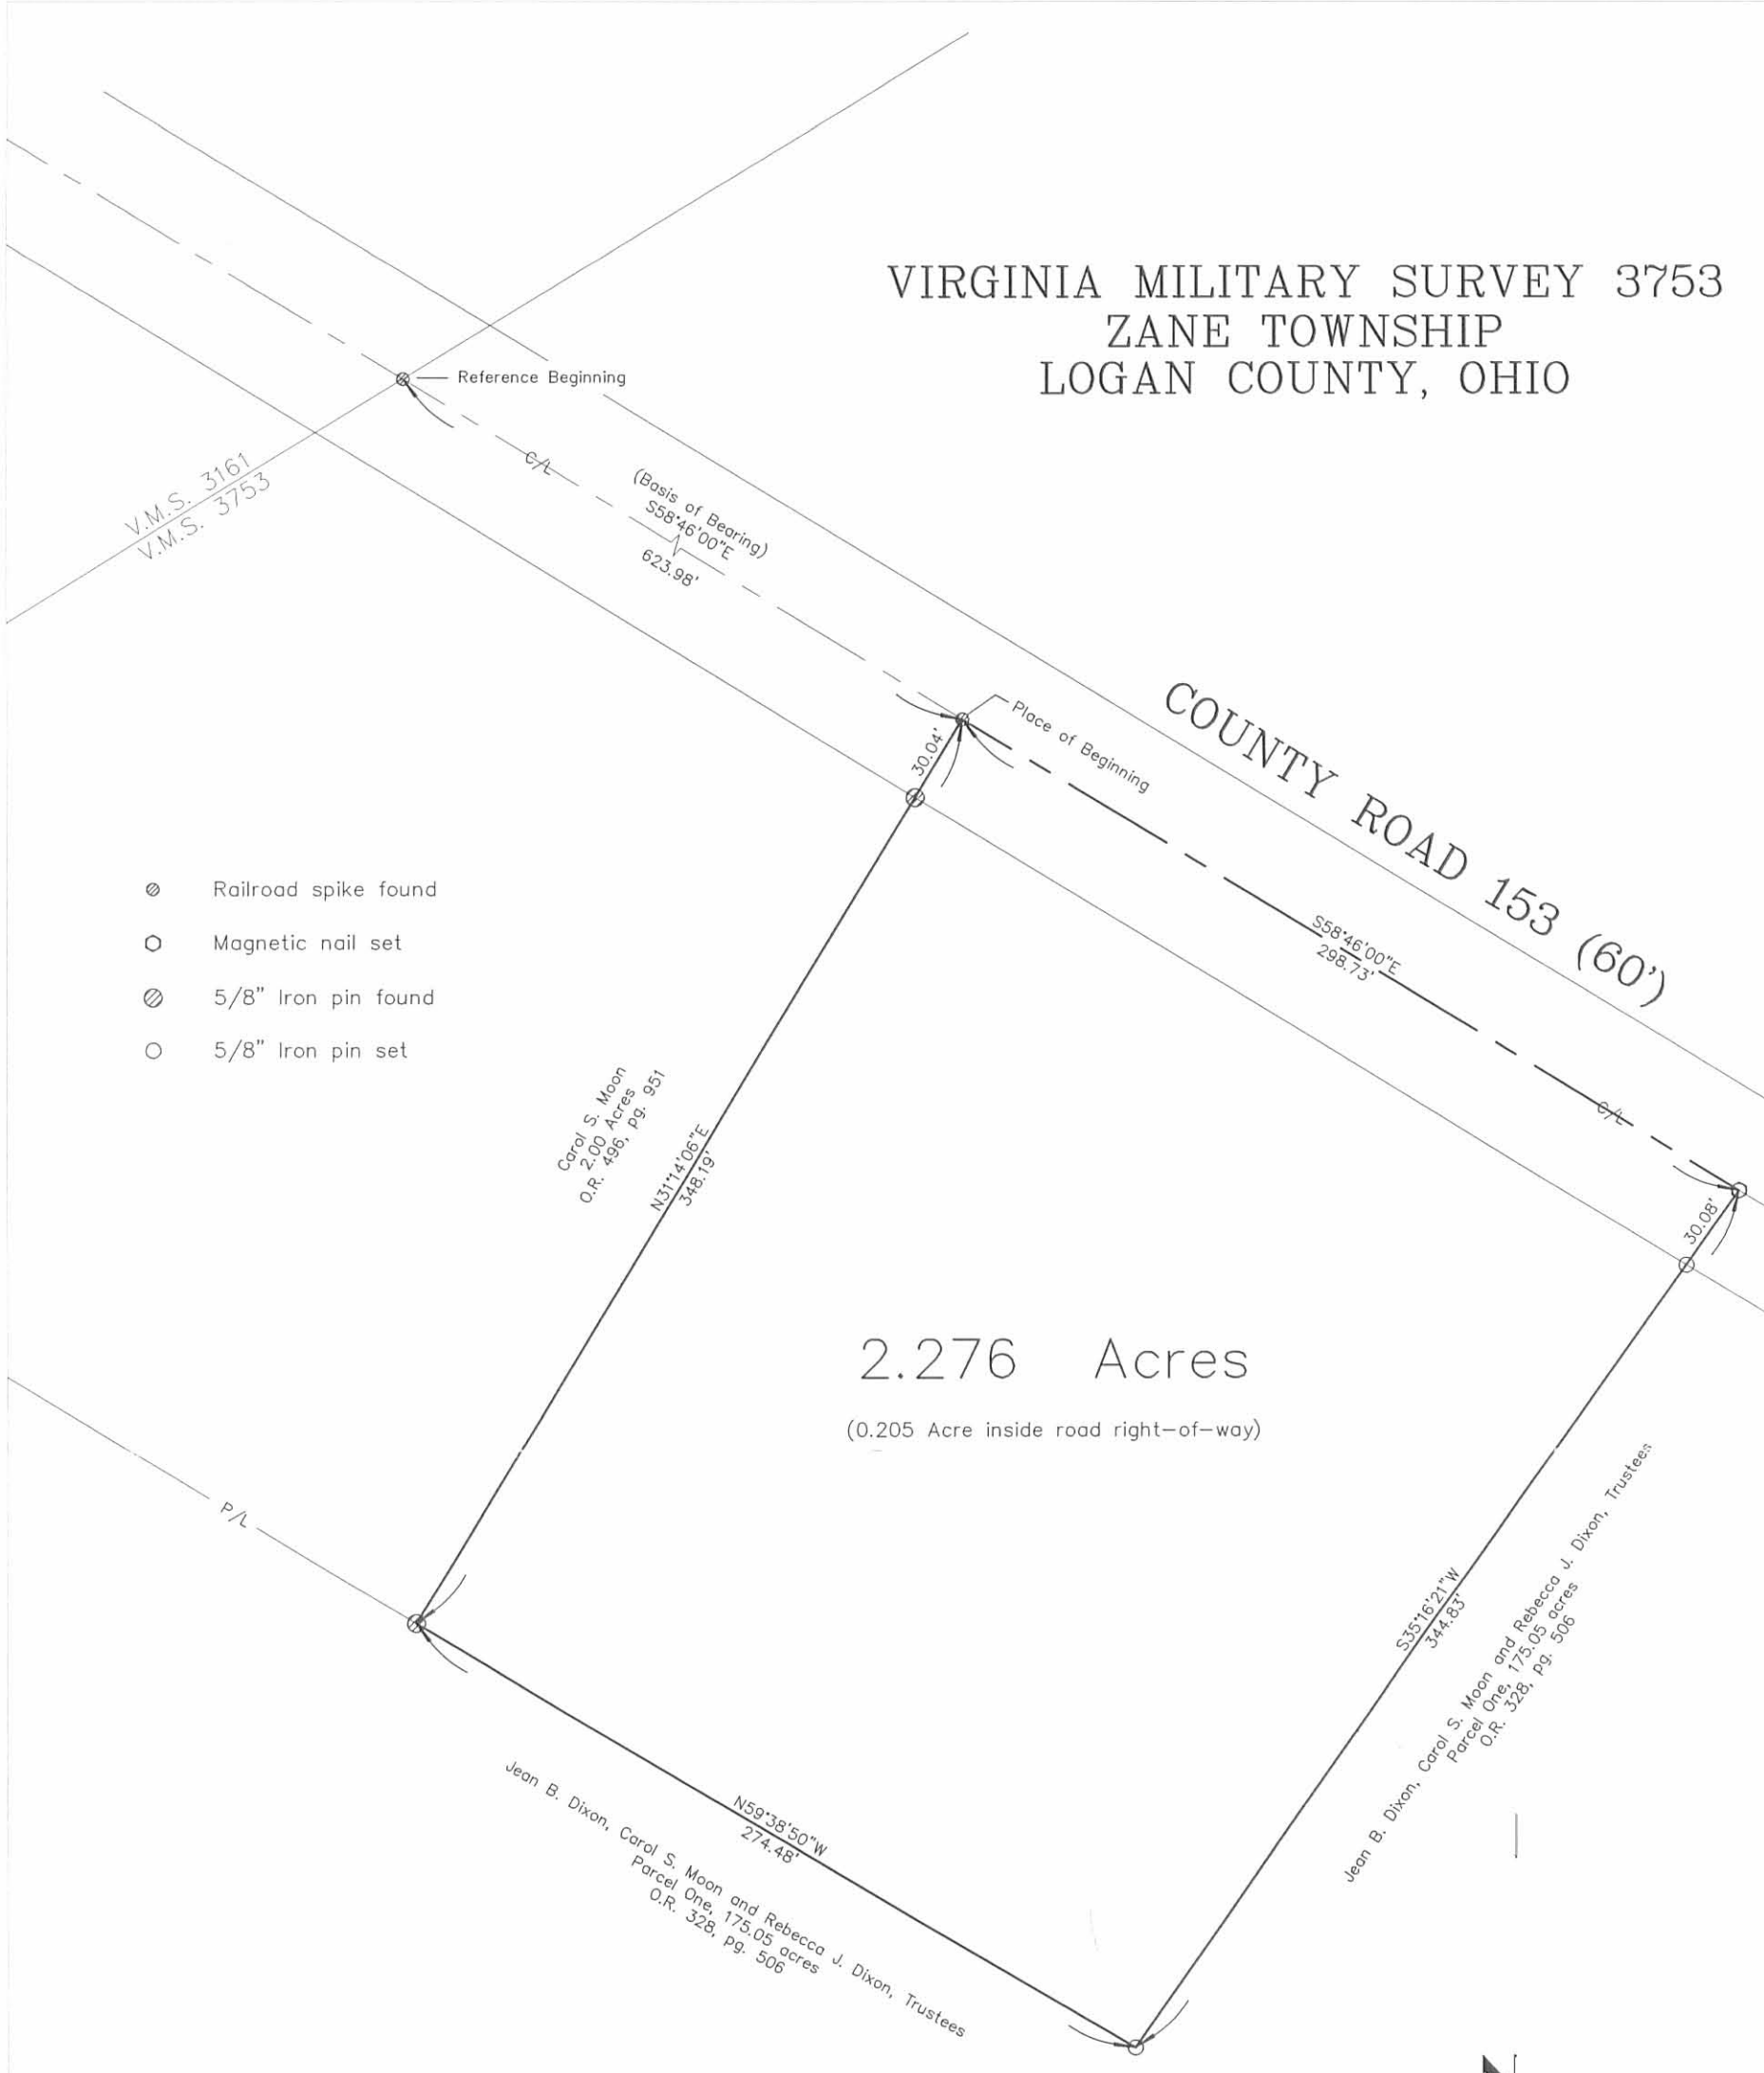 VIRGINIA MILITARY SURVEY 3753
ZANE TOWNSHIP
LOGAN COUNTY, OHIO
Reference Beginning
V.M.S. 3161
V.M.S. 3753
C/L
(Basis of Bearing)
S58°46'00"E
623.98'
Place of Beginning
30.04'
COUNTY ROAD 153 (60')
Railroad spike found
Magnetic nail set
5/8" Iron pin found
5/8" Iron pin set
S58°46'00"E
298.73'
C/L
30.08'
Carol S. Moon
2.00 Acres
O.R. 496, pg. 951
N31°14'06"E
348.19'
2.276 Acres
(0.205 Acre inside road right-of-way)
P/L
S35°16'21"W
344.83'
Jean B. Dixon, Carol S. Moon and Rebecca J. Dixon, Trustees
Parcel One, 175.05 acres
O.R. 328, pg. 506
N59°38'50"W
274.48'
Jean B. Dixon, Carol S. Moon and Rebecca J. Dixon, Trustees
Parcel One, 175.05 acres
O.R. 328, pg. 506